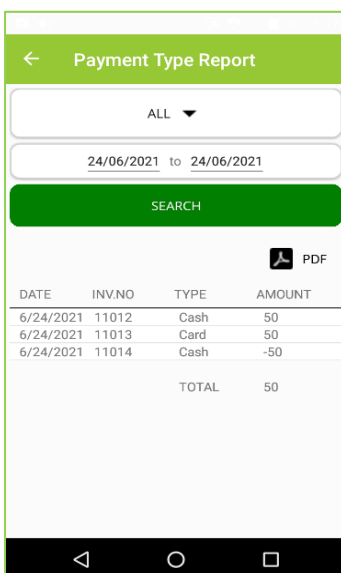 Payment Type Report
ALL
24/06/2021 to 24/06/2021
SEARCH
PDF
DATE INV.NO TYPE AMOUNT
6/24/2021 11012 Cash 50
6/24/2021 11013 Card 50
6/24/2021 11014 Cash -50
TOTAL 50